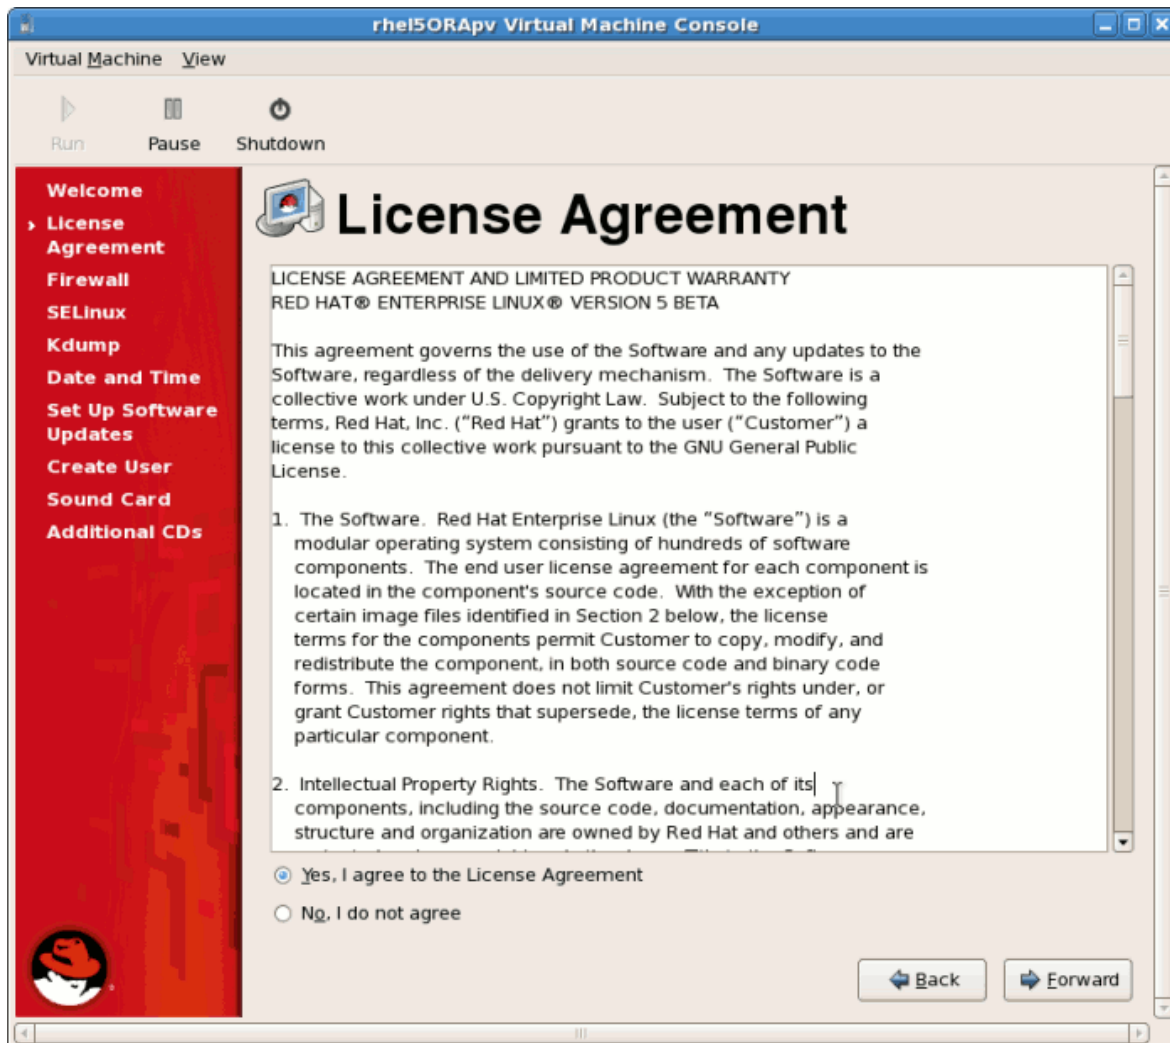 rhel5ORApv Virtual Machine Console
Virtual Machine View
Run Pause Shutdown
Welcome
License
Agreement
Firewall
SELinux
Kdump
Date and Time
Set Up Software
Updates
Create User
Sound Card
Additional CDs
License Agreement
LICENSE AGREEMENT AND LIMITED PRODUCT WARRANTY
RED HAT® ENTERPRISE LINUX® VERSION 5 BETA
This agreement governs the use of the Software and any updates to the
Software, regardless of the delivery mechanism. The Software is a
collective work under U.S. Copyright Law. Subject to the following
terms, Red Hat, Inc. (“Red Hat”) grants to the user (“Customer”) a
license to this collective work pursuant to the GNU General Public
License.
1. The Software. Red Hat Enterprise Linux (the “Software”) is a
modular operating system consisting of hundreds of software
components. The end user license agreement for each component is
located in the component's source code. With the exception of
certain image files identified in Section 2 below, the license
terms for the components permit Customer to copy, modify, and
redistribute the component, in both source code and binary code
forms. This agreement does not limit Customer's rights under, or
grant Customer rights that supersede, the license terms of any
particular component.
2. Intellectual Property Rights. The Software and each of its
components, including the source code, documentation, appearance,
structure and organization are owned by Red Hat and others and are
Yes, I agree to the License Agreement
No, I do not agree
Back Forward